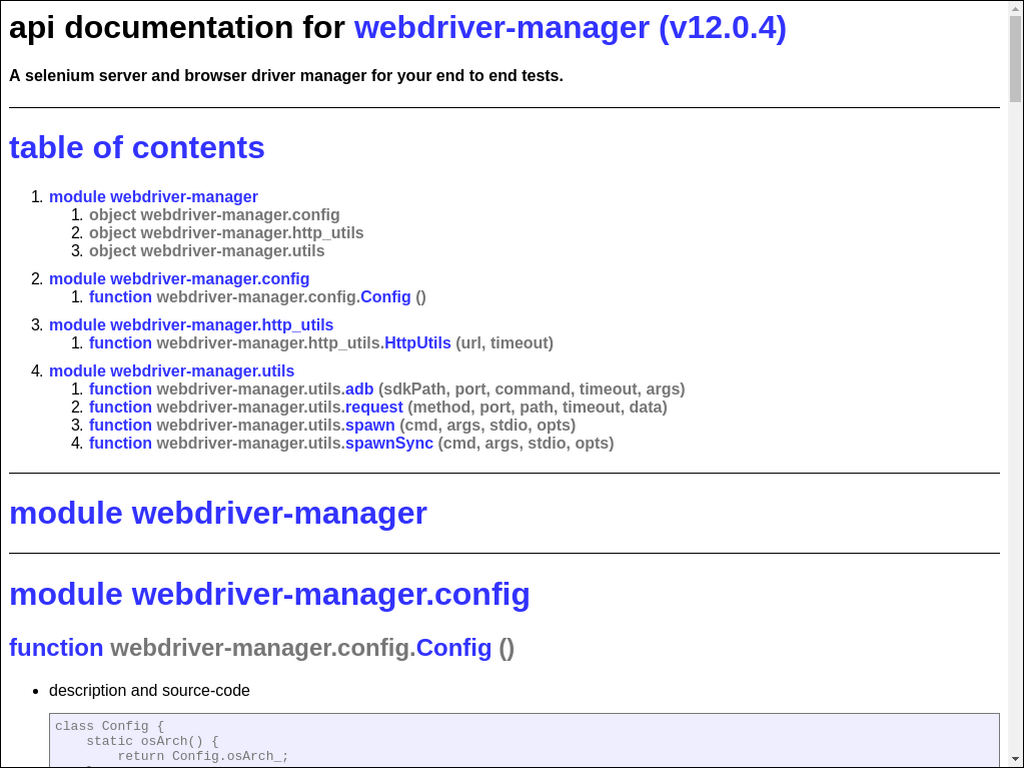 api documentation for webdriver-manager (v12.0.4)
A selenium server and browser driver manager for your end to end tests.
table of contents
1. module webdriver-manager
1. object webdriver-manager.config
2. object webdriver-manager.http_utils
3. object webdriver-manager.utils
2. module webdriver-manager.config
1. function webdriver-manager.config.Config ()
3. module webdriver-manager.http_utils
1. function webdriver-manager.http_utils.HttpUtils (url, timeout)
4. module webdriver-manager.utils
1. function webdriver-manager.utils.adb (sdkPath, port, command, timeout, args)
2. function webdriver-manager.utils.request (method, port, path, timeout, data)
3. function webdriver-manager.utils.spawn (cmd, args, stdio, opts)
4. function webdriver-manager.utils.spawnSync (cmd, args, stdio, opts)
module webdriver-manager
module webdriver-manager.config
function webdriver-manager.config.Config ()
• description and source-code
class Config {
    static osArch() {
        return Config.osArch_;